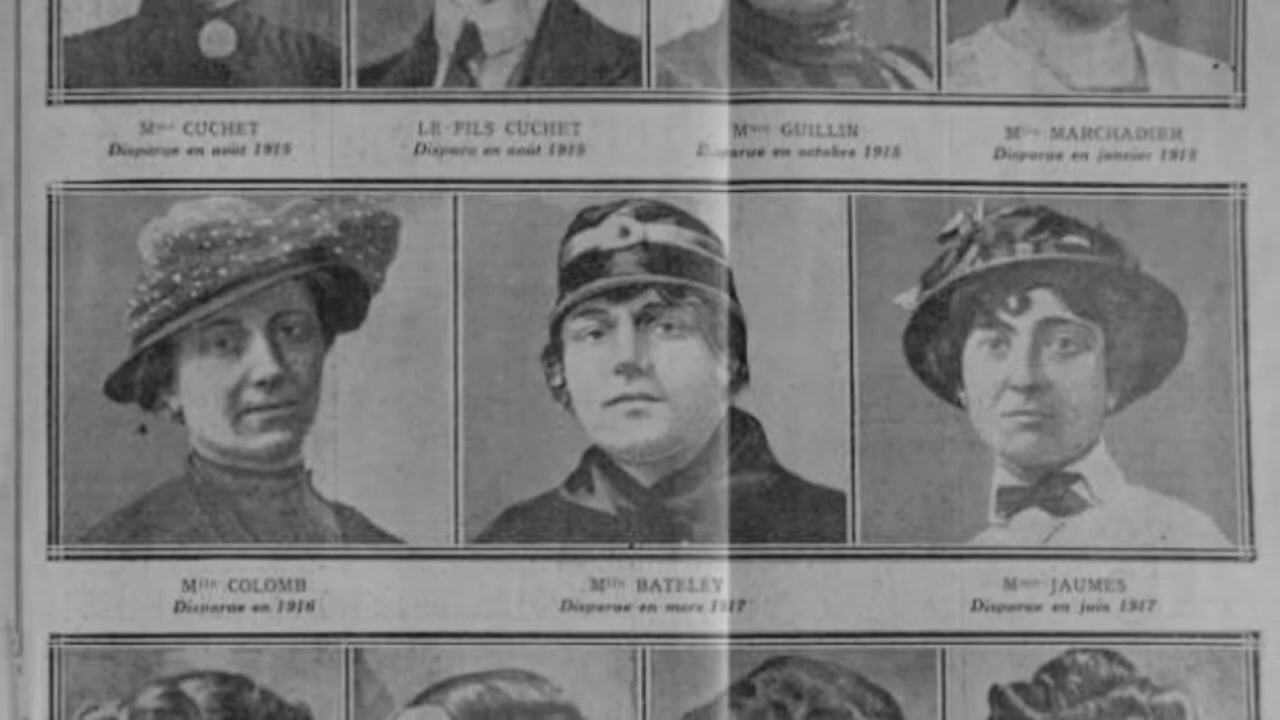 Mme CUCHET
Disparue en août 1915
LE FILS CUCHET
Disparu en août 1915
Mme GUILLIN
Disparue en octobre 1915
Mlle MARCHADIER
Disparue en janvier 1918
Mlle COLOMB
Disparue en 1916
Mlle BATELEY
Disparue en mars 1917
Mme JAUMES
Disparue en juin 1917